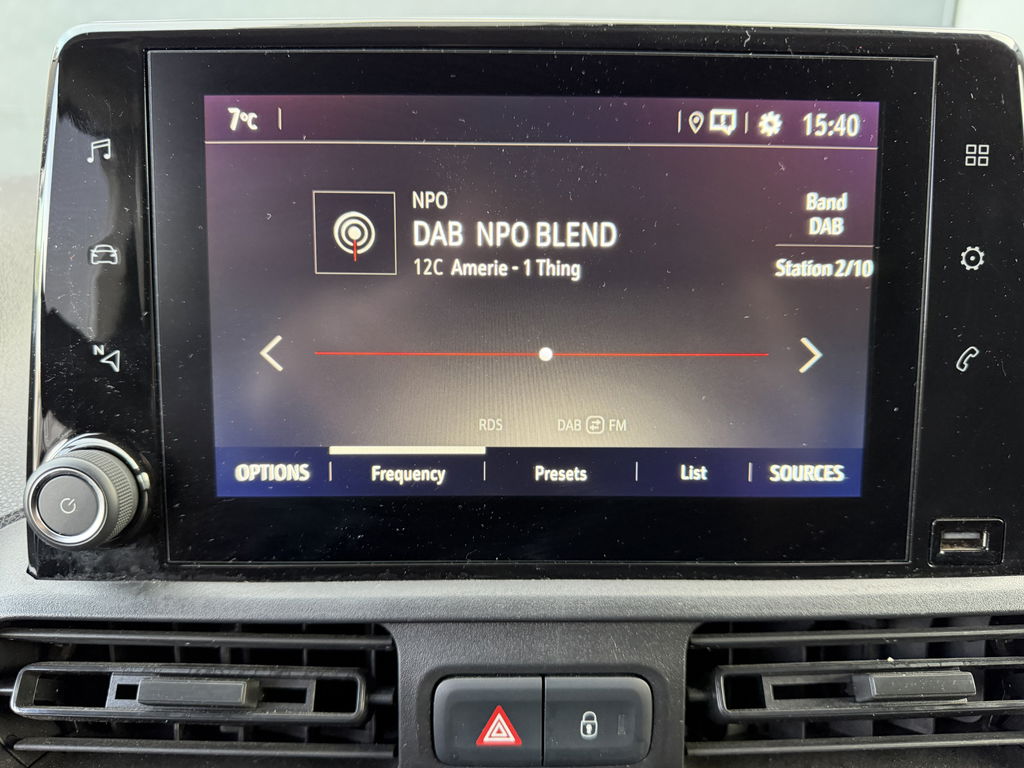 7°C
15:40
NPO
DAB NPO BLEND
12C Amerie - 1 Thing
Band
DAB
Station 2/10
N
RDS
DAB FM
OPTIONS
Frequency
Presets
List
SOURCES